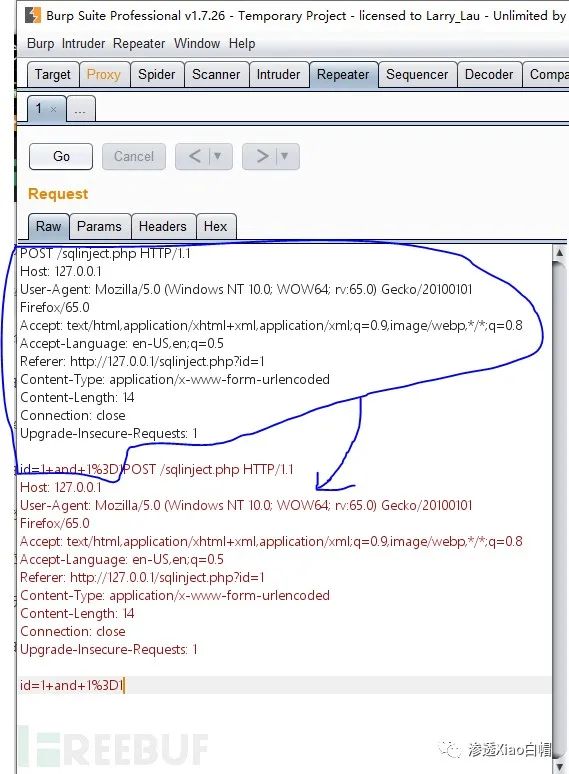 Burp Suite Professional v1.7.26 - Temporary Project - licensed to Larry_Lau - Unlimited by
Burp Intruder Repeater Window Help
Target Proxy Spider Scanner Intruder Repeater Sequencer Decoder Compa
1 × ...
Go Cancel < ▼ > ▼
Request
Raw Params Headers Hex
POST /sqlinject.php HTTP/1.1
Host: 127.0.0.1
User-Agent: Mozilla/5.0 (Windows NT 10.0; WOW64; rv:65.0) Gecko/20100101
Firefox/65.0
Accept: text/html,application/xhtml+xml,application/xml;q=0.9,image/webp,*/*;q=0.8
Accept-Language: en-US,en;q=0.5
Referer: http://127.0.0.1/sqlinject.php?id=1
Content-Type: application/x-www-form-urlencoded
Content-Length: 14
Connection: close
Upgrade-Insecure-Requests: 1
id=1+and+1%3D1POST /sqlinject.php HTTP/1.1
Host: 127.0.0.1
User-Agent: Mozilla/5.0 (Windows NT 10.0; WOW64; rv:65.0) Gecko/20100101
Firefox/65.0
Accept: text/html,application/xhtml+xml,application/xml;q=0.9,image/webp,*/*;q=0.8
Accept-Language: en-US,en;q=0.5
Referer: http://127.0.0.1/sqlinject.php?id=1
Content-Type: application/x-www-form-urlencoded
Content-Length: 14
Connection: close
Upgrade-Insecure-Requests: 1
id=1+and+1%3D1
FREEBUF
渗透Xiao白帽